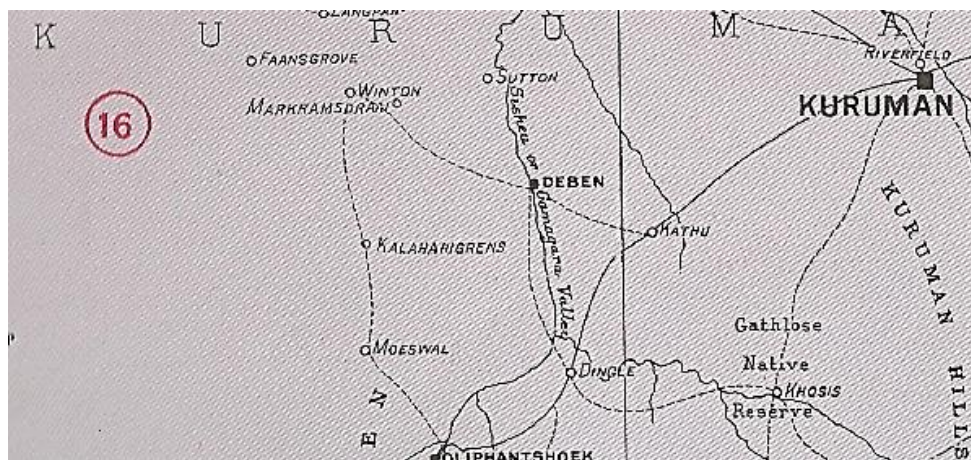 LANGPAN
K U R U M A
RIVERFIELD
FAANSGROVE
SUTTON
WINTON
MARKRAMSDRAAI
KURUMAN
16
Sishen or Gamagara Valley
DEBEN
KURUMAN HILLS
KATHU
KALAHARIGRENS
Gathlose
Native
Reserve
MOESWAL
DINGLE
KHOSIS
E N
OLIPHANTSHOEK